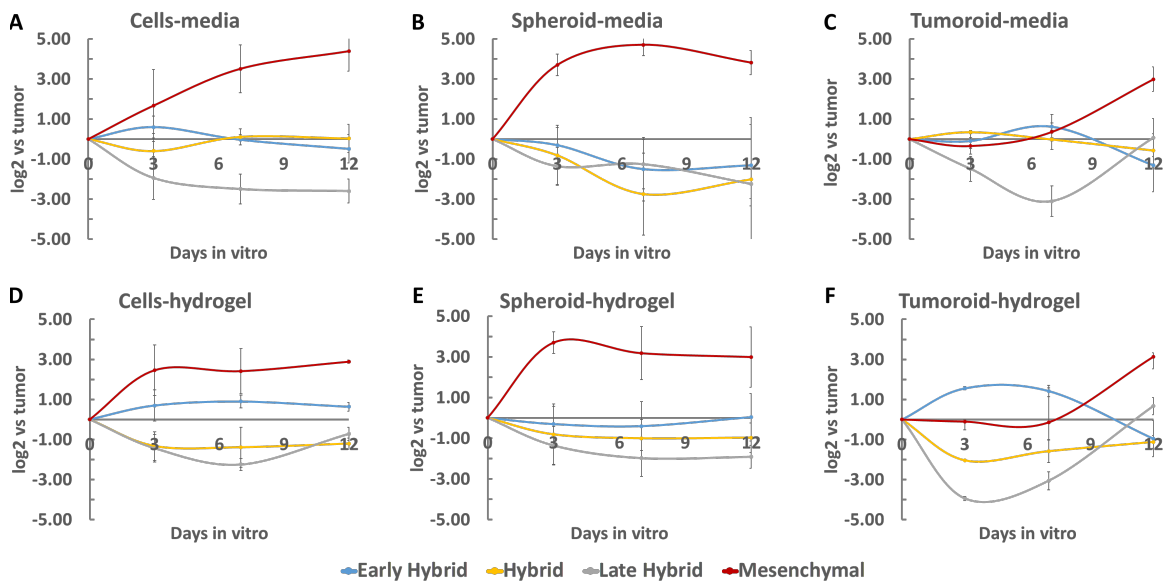 A Cells-media
5.00
3.00
1.00
-1.00
-3.00
-5.00
0 3 6 9 12
log2 vs tumor
Days in vitro
B Spheroid-media
5.00
3.00
1.00
-1.00
-3.00
-5.00
0 3 6 9 12
log2 vs tumor
Days in vitro
C Tumoroid-media
5.00
3.00
1.00
-1.00
-3.00
-5.00
0 3 6 9 12
log2 vs tumor
Days in vitro
D Cells-hydrogel
5.00
3.00
1.00
-1.00
-3.00
-5.00
0 3 6 9 12
log2 vs tumor
Days in vitro
E Spheroid-hydrogel
5.00
3.00
1.00
-1.00
-3.00
-5.00
0 3 6 9 12
log2 vs tumor
Days in vitro
F Tumoroid-hydrogel
5.00
3.00
1.00
-1.00
-3.00
-5.00
0 3 6 9 12
log2 vs tumor
Days in vitro
Early Hybrid Hybrid Late Hybrid Mesenchymal